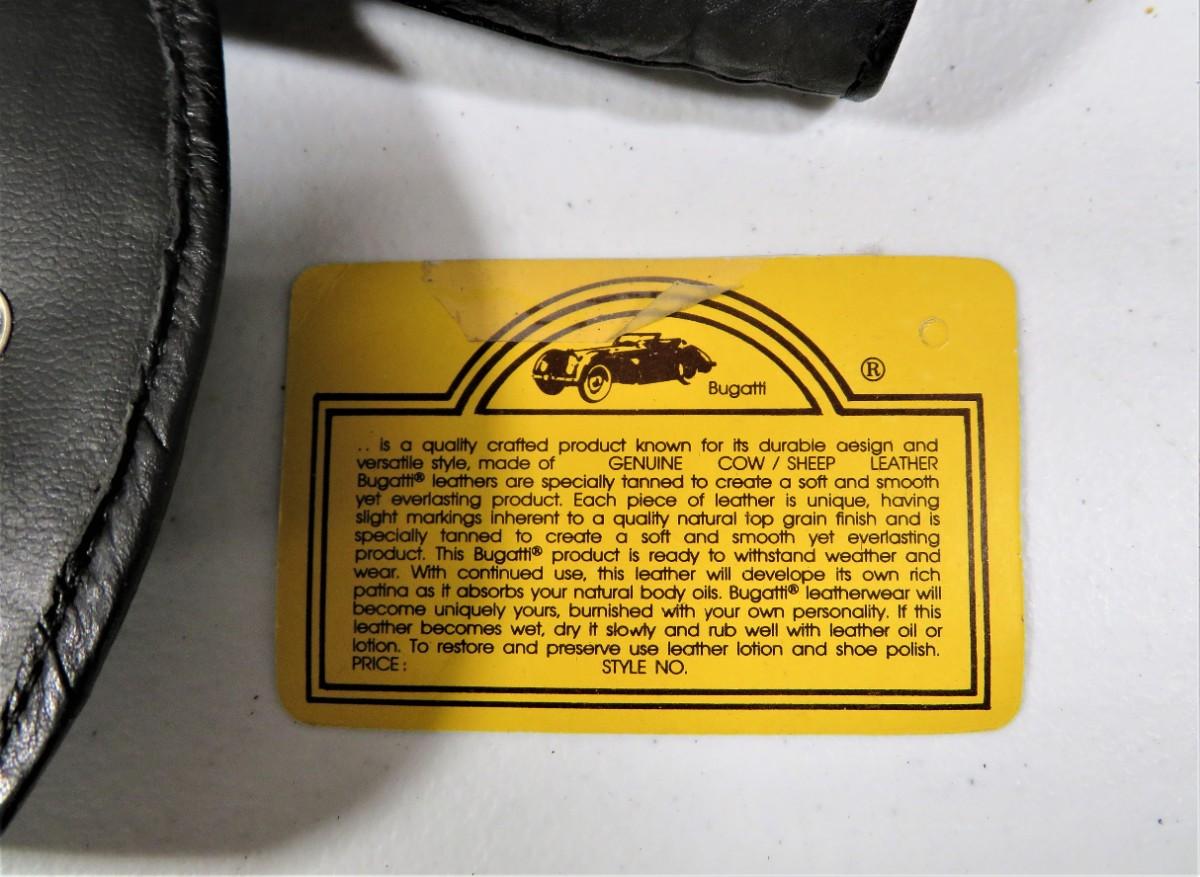 ®
Bugatti
.. is a quality crafted product known for its durable aesign and
versatile style, made of GENUINE COW / SHEEP LEATHER
Bugatti® leathers are specially tanned to create a soft and smooth
yet everlasting product. Each piece of leather is unique, having
slight markings inherent to a quality natural top grain finish and is
specially tanned to create a soft and smooth yet everlasting
product. This Bugatti® product is ready to withstand weather and
wear. With continued use, this leather will develope its own rich
patina as it absorbs your natural body oils. Bugatti® leatherwear will
become uniquely yours, burnished with your own personality. If this
leather becomes wet, dry it slowly and rub well with leather oil or
lotion. To restore and preserve use leather lotion and shoe polish.
PRICE: STYLE NO.